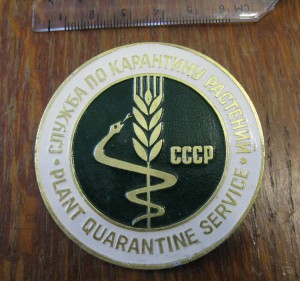 СЛУЖБА ПО КАРАНТИНУ РАСТЕНИЙ
СССР
• PLANT QUARANTINE SERVICE •